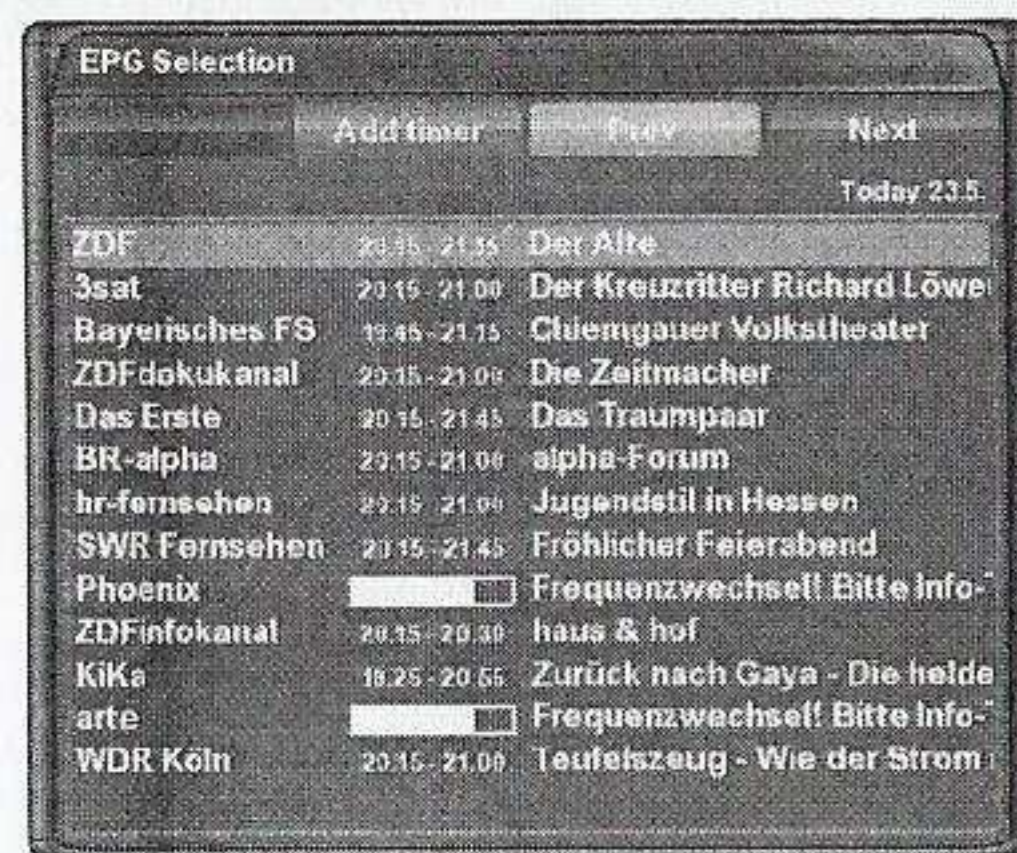 EPG Selection
Add timer Prev Next
Today 23.5.
ZDF 20.15 - 21.15 Der Alte
3sat 20.15 - 21.00 Der Kreuzritter Richard Löwe
Bayerisches FS 19.45 - 21.15 Chiemgauer Volkstheater
ZDFdokukanal 20.15 - 21.00 Die Zeitmacher
Das Erste 20.15 - 21.45 Das Traumpaar
BR-alpha 20.15 - 21.00 alpha-Forum
hr-fernsehen 20.15 - 21.00 Jugendstil in Hessen
SWR Fernsehen 20.15 - 21.45 Fröhlicher Feierabend
Phoenix Frequenzwechsel! Bitte Info-
ZDFinfokanal 20.15 - 20.30 haus & hof
KiKa 19.25 - 20.55 Zurück nach Gaya - Die helde
arte Frequenzwechsel! Bitte Info-
WDR Köln 20.15 - 21.00 Teufelszeug - Wie der Strom